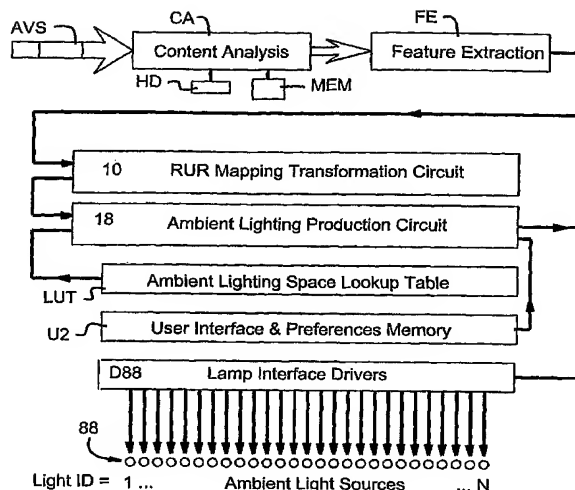 AVS
CA
FE
Content Analysis
Feature Extraction
HD
MEM
10 RUR Mapping Transformation Circuit
18 Ambient Lighting Production Circuit
Ambient Lighting Space Lookup Table
LUT
U2
User Interface & Preferences Memory
D88 Lamp Interface Drivers
88
Light ID = 1 ... Ambient Light Sources ... N